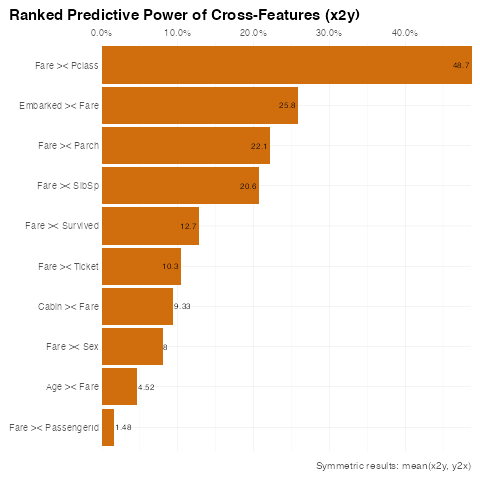 Ranked Predictive Power of Cross-Features (x2y)
0.0% 10.0% 20.0% 30.0% 40.0%
Fare >< Pclass 48.7
Embarked >< Fare 25.8
Fare >< Parch 22.1
Fare >< SibSp 20.6
Fare >< Survived 12.7
Fare >< Ticket 10.3
Cabin >< Fare 9.33
Fare >< Sex 8
Age >< Fare 4.52
Fare >< PassengerId 1.48
Symmetric results: mean(x2y, y2x)